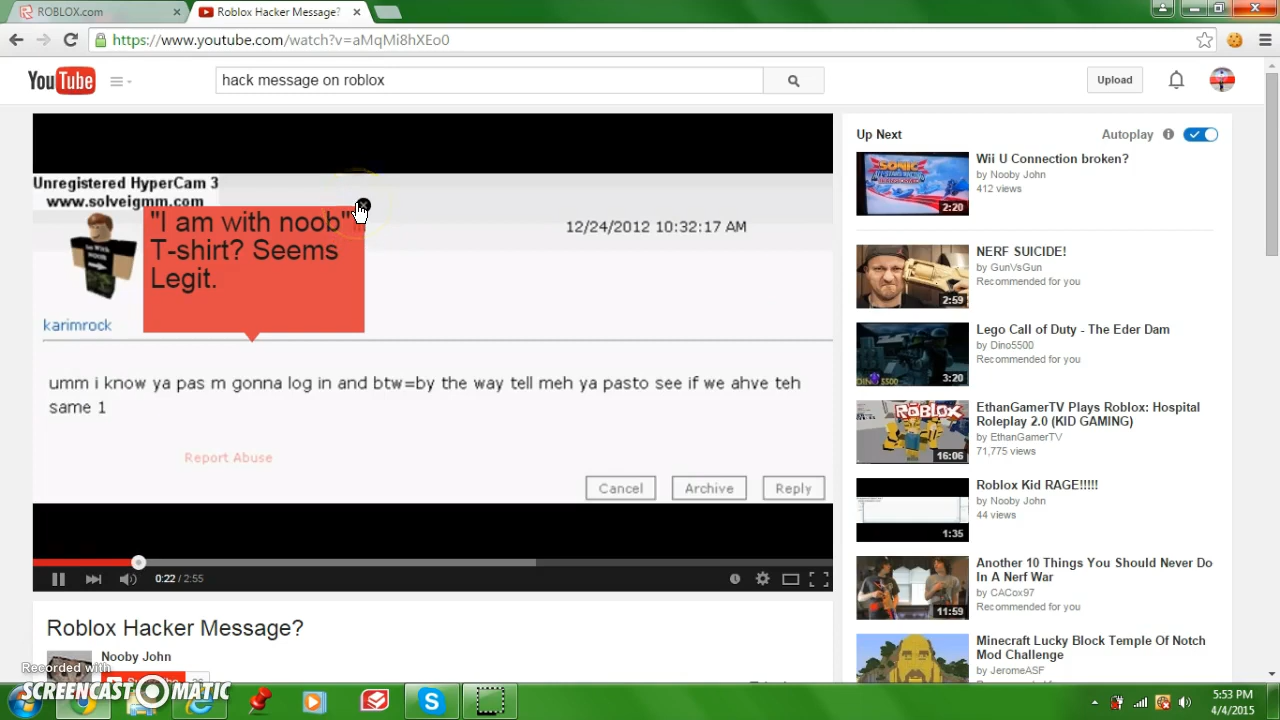 ROBLOX.com
Roblox Hacker Message?
https://www.youtube.com/watch?v=aMqMi8hXEo0
YouTube
hack message on roblox
Upload
Unregistered HyperCam 3
www.solveigmm.com
"I am with noob"
T-shirt? Seems
Legit.
12/24/2012 10:32:17 AM
karimrock
umm i know ya pas m gonna log in and btw=by the way tell meh ya pasto see if we ahve teh
same 1
Report Abuse
Cancel
Archive
Reply
0:22 / 2:55
Roblox Hacker Message?
Nooby John
Up Next
Autoplay
Wii U Connection broken?
by Nooby John
412 views
2:20
NERF SUICIDE!
by GunVsGun
Recommended for you
2:59
Lego Call of Duty - The Eder Dam
by Dino5500
Recommended for you
3:20
EthanGamerTV Plays Roblox: Hospital
Roleplay 2.0 (KID GAMING)
by EthanGamerTV
71,775 views
ROBLOX
16:06
Roblox Kid RAGE!!!!!
by Nooby John
44 views
1:35
Another 10 Things You Should Never Do
In A Nerf War
by CACox97
Recommended for you
11:59
Minecraft Lucky Block Temple Of Notch
Mod Challenge
by JeromeASF
Recorded with
SCREENCAST MATIC
5:53 PM
4/4/2015